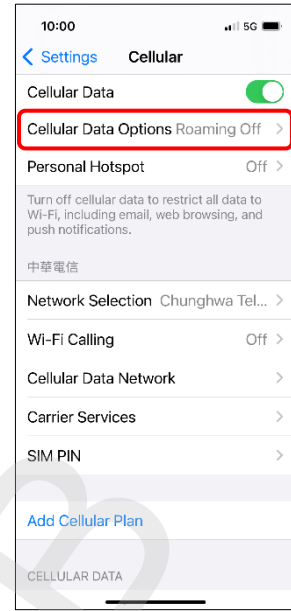 10:00 5G
Settings Cellular
Cellular Data
Cellular Data Options Roaming Off
Personal Hotspot Off
Turn off cellular data to restrict all data to
Wi-Fi, including email, web browsing, and
push notifications.
中華電信
Network Selection Chunghwa Tel...
Wi-Fi Calling Off
Cellular Data Network
Carrier Services
SIM PIN
Add Cellular Plan
CELLULAR DATA